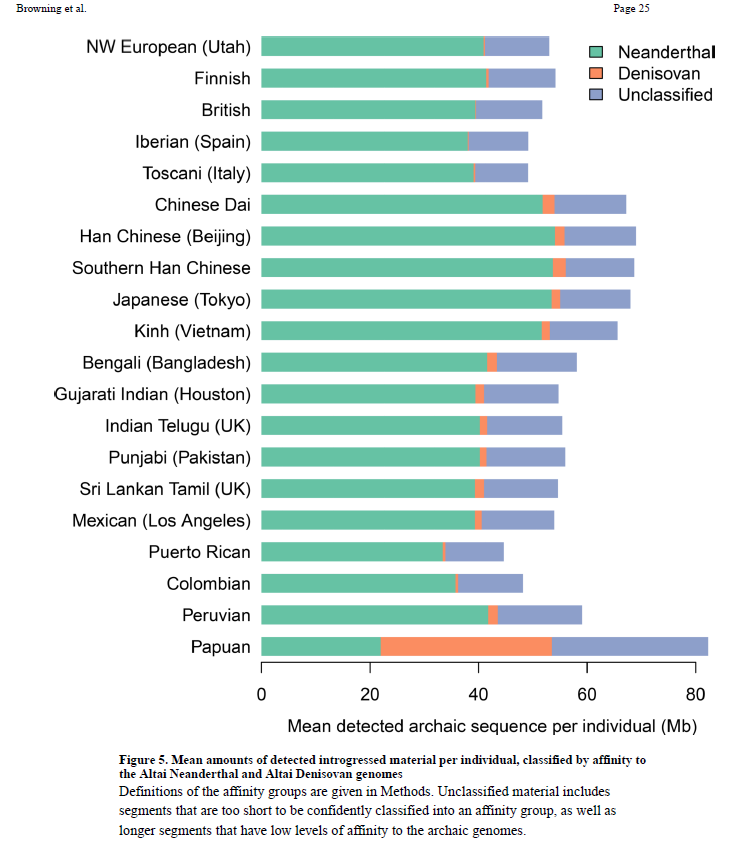 Browning et al.
Page 25
NW European (Utah)
Finnish
British
Iberian (Spain)
Toscani (Italy)
Chinese Dai
Han Chinese (Beijing)
Southern Han Chinese
Japanese (Tokyo)
Kinh (Vietnam)
Bengali (Bangladesh)
Gujarati Indian (Houston)
Indian Telugu (UK)
Punjabi (Pakistan)
Sri Lankan Tamil (UK)
Mexican (Los Angeles)
Puerto Rican
Colombian
Peruvian
Papuan
Neanderthal
Denisovan
Unclassified
0 20 40 60 80
Mean detected archaic sequence per individual (Mb)
Figure 5. Mean amounts of detected introgressed material per individual, classified by affinity to
the Altai Neanderthal and Altai Denisovan genomes
Definitions of the affinity groups are given in Methods. Unclassified material includes
segments that are too short to be confidently classified into an affinity group, as well as
longer segments that have low levels of affinity to the archaic genomes.